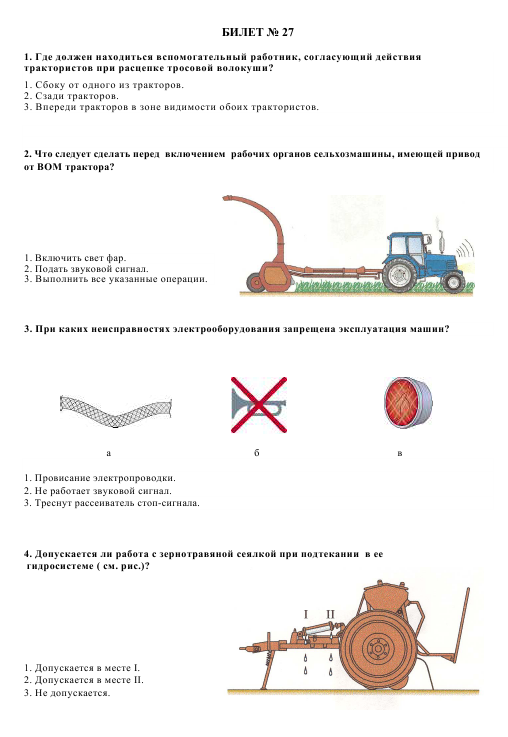 БИЛЕТ № 27
1. Где должен находиться вспомогательный работник, согласующий действия
трактористов при расцепке тросовой волокуши?
1. Сбоку от одного из тракторов.
2. Сзади тракторов.
3. Впереди тракторов в зоне видимости обоих трактористов.
2. Что следует сделать перед включением рабочих органов сельхозмашины, имеющей привод
от ВОМ трактора?
1. Включить свет фар.
2. Подать звуковой сигнал.
3. Выполнить все указанные операции.
3. При каких неисправностях электрооборудования запрещена эксплуатация машин?
а б в
1. Провисание электропроводки.
2. Не работает звуковой сигнал.
3. Треснут рассеиватель стоп-сигнала.
4. Допускается ли работа с зернотравяной сеялкой при подтекании в ее
гидросистеме ( см. рис.)?
I II
1. Допускается в месте I.
2. Допускается в месте II.
3. Не допускается.